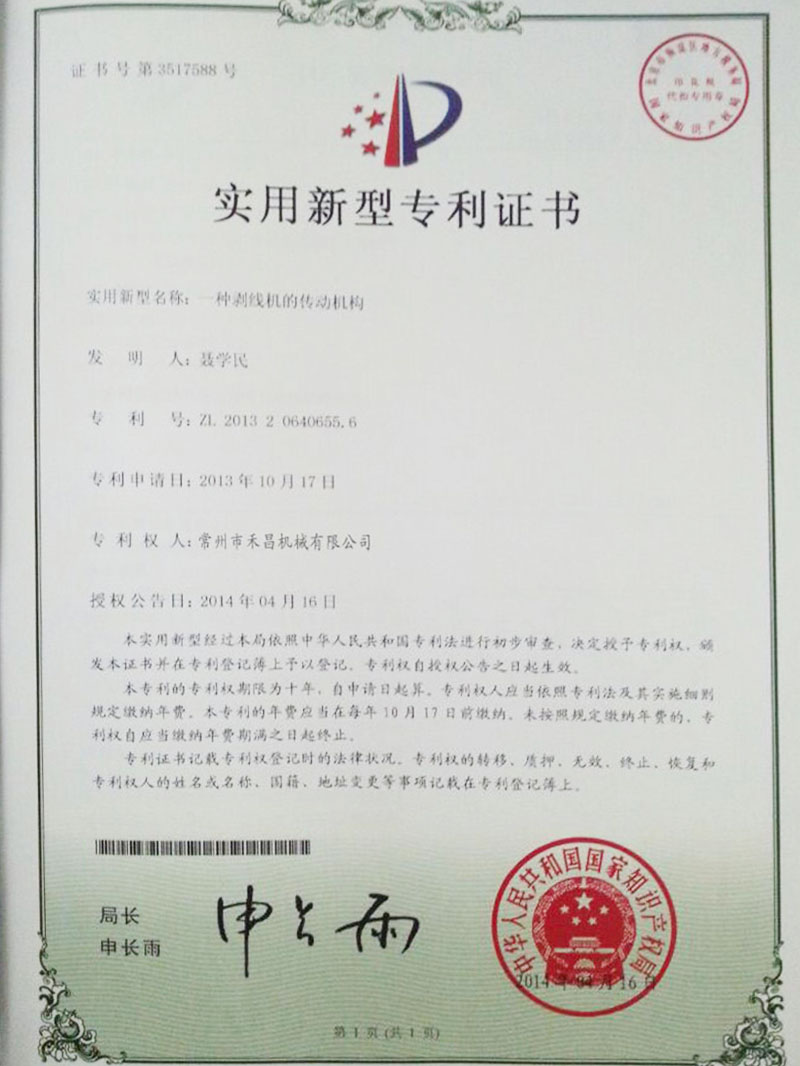 证书号第3517588号
国家知识产权局
代扣专用章
实用新型专利证书
实用新型名称：一种剥线机的传动机构
发明人：聂学民
专利号：ZL 2013 2 0640655.6
专利申请日：2013年10月17日
专利权人：常州市禾昌机械有限公司
授权公告日：2014年04月16日
本实用新型经过本局依照中华人民共和国专利法进行初步审查，决定授予专利权，颁
发本证书并在专利登记簿上予以登记。专利权自授权公告之日起生效。
本专利的专利权期限为十年，自申请日起算。专利权人应当依照专利法及其实施细则
规定缴纳年费。本专利的年费应当在每年10月17日前缴纳。未按照规定缴纳年费的，专
利权自应当缴纳年费期满之日起终止。
专利证书记载专利权登记时的法律状况。专利权的转移、质押、无效、终止、恢复和
专利权人的姓名或名称、国籍、地址变更等事项记载在专利登记簿上。
局长
申长雨
申长雨
中华人民共和国国家知识产权局
2014年04月16日
第1页(共1页)